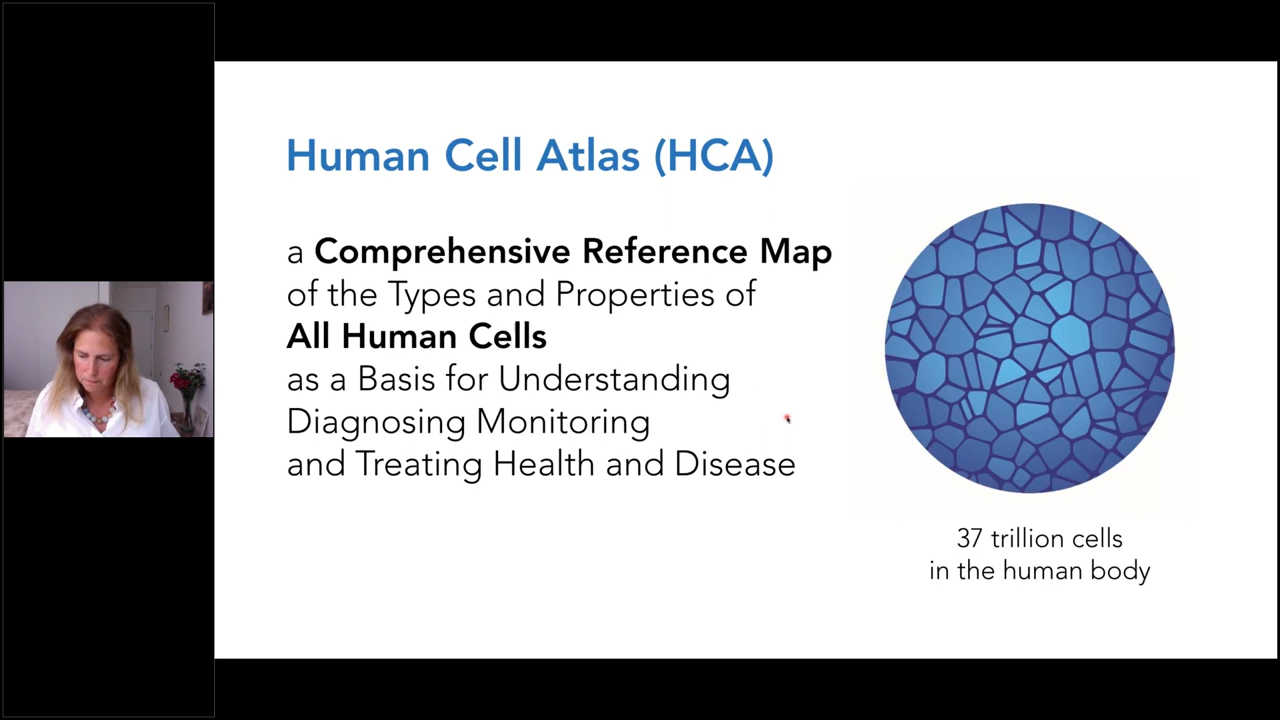 Human Cell Atlas (HCA)
a Comprehensive Reference Map
of the Types and Properties of
All Human Cells
as a Basis for Understanding
Diagnosing Monitoring
and Treating Health and Disease
37 trillion cells
in the human body